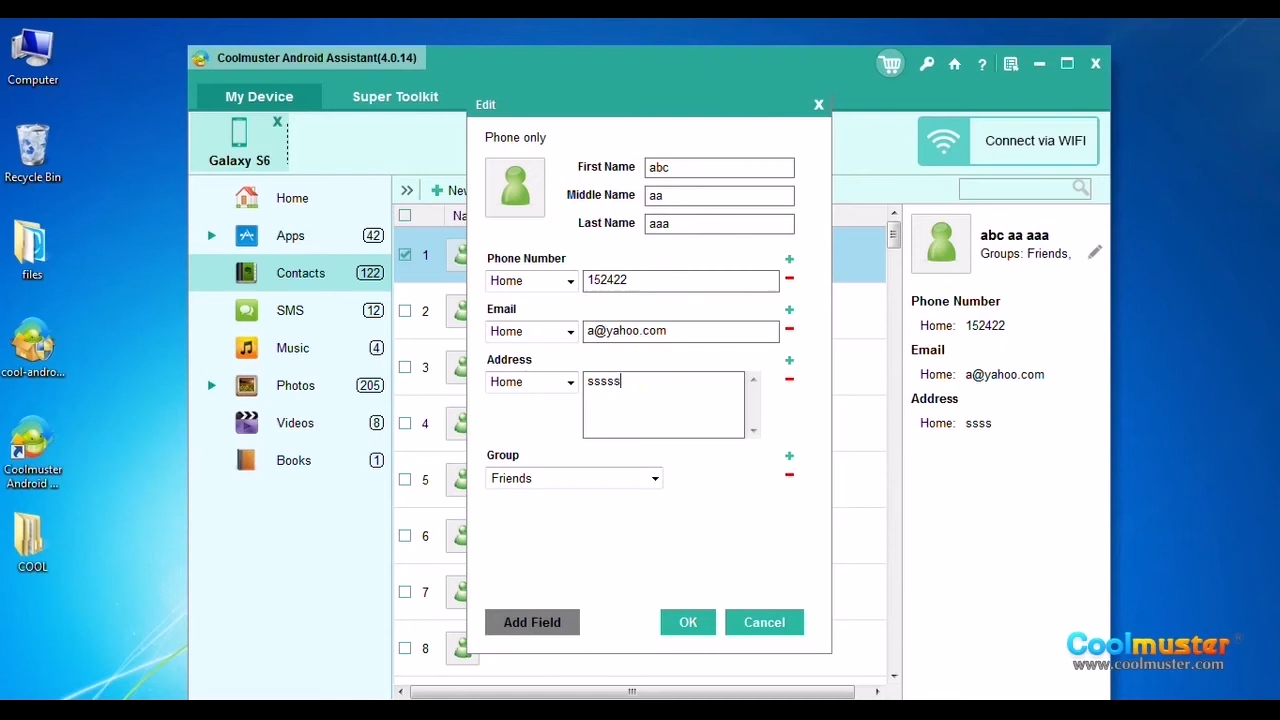 Computer
Recycle Bin
files
cool-andro...
Coolmuster
Android ...
COOL
Coolmuster Android Assistant(4.0.14)
My Device
Super Toolkit
Galaxy S6
Connect via WIFI
Home
Apps 42
Contacts 122
SMS 12
Music 4
Photos 205
Videos 8
Books 1
New
Na
1
2
3
4
5
6
7
8
Edit
Phone only
First Name abc
Middle Name aa
Last Name aaa
Phone Number
Home 152422
Email
Home a@yahoo.com
Address
Home sssss
Group
Friends
Add Field
OK
Cancel
abc aa aaa
Groups: Friends,
Phone Number
Home: 152422
Email
Home: a@yahoo.com
Address
Home: ssss
Coolmuster
www.coolmuster.com